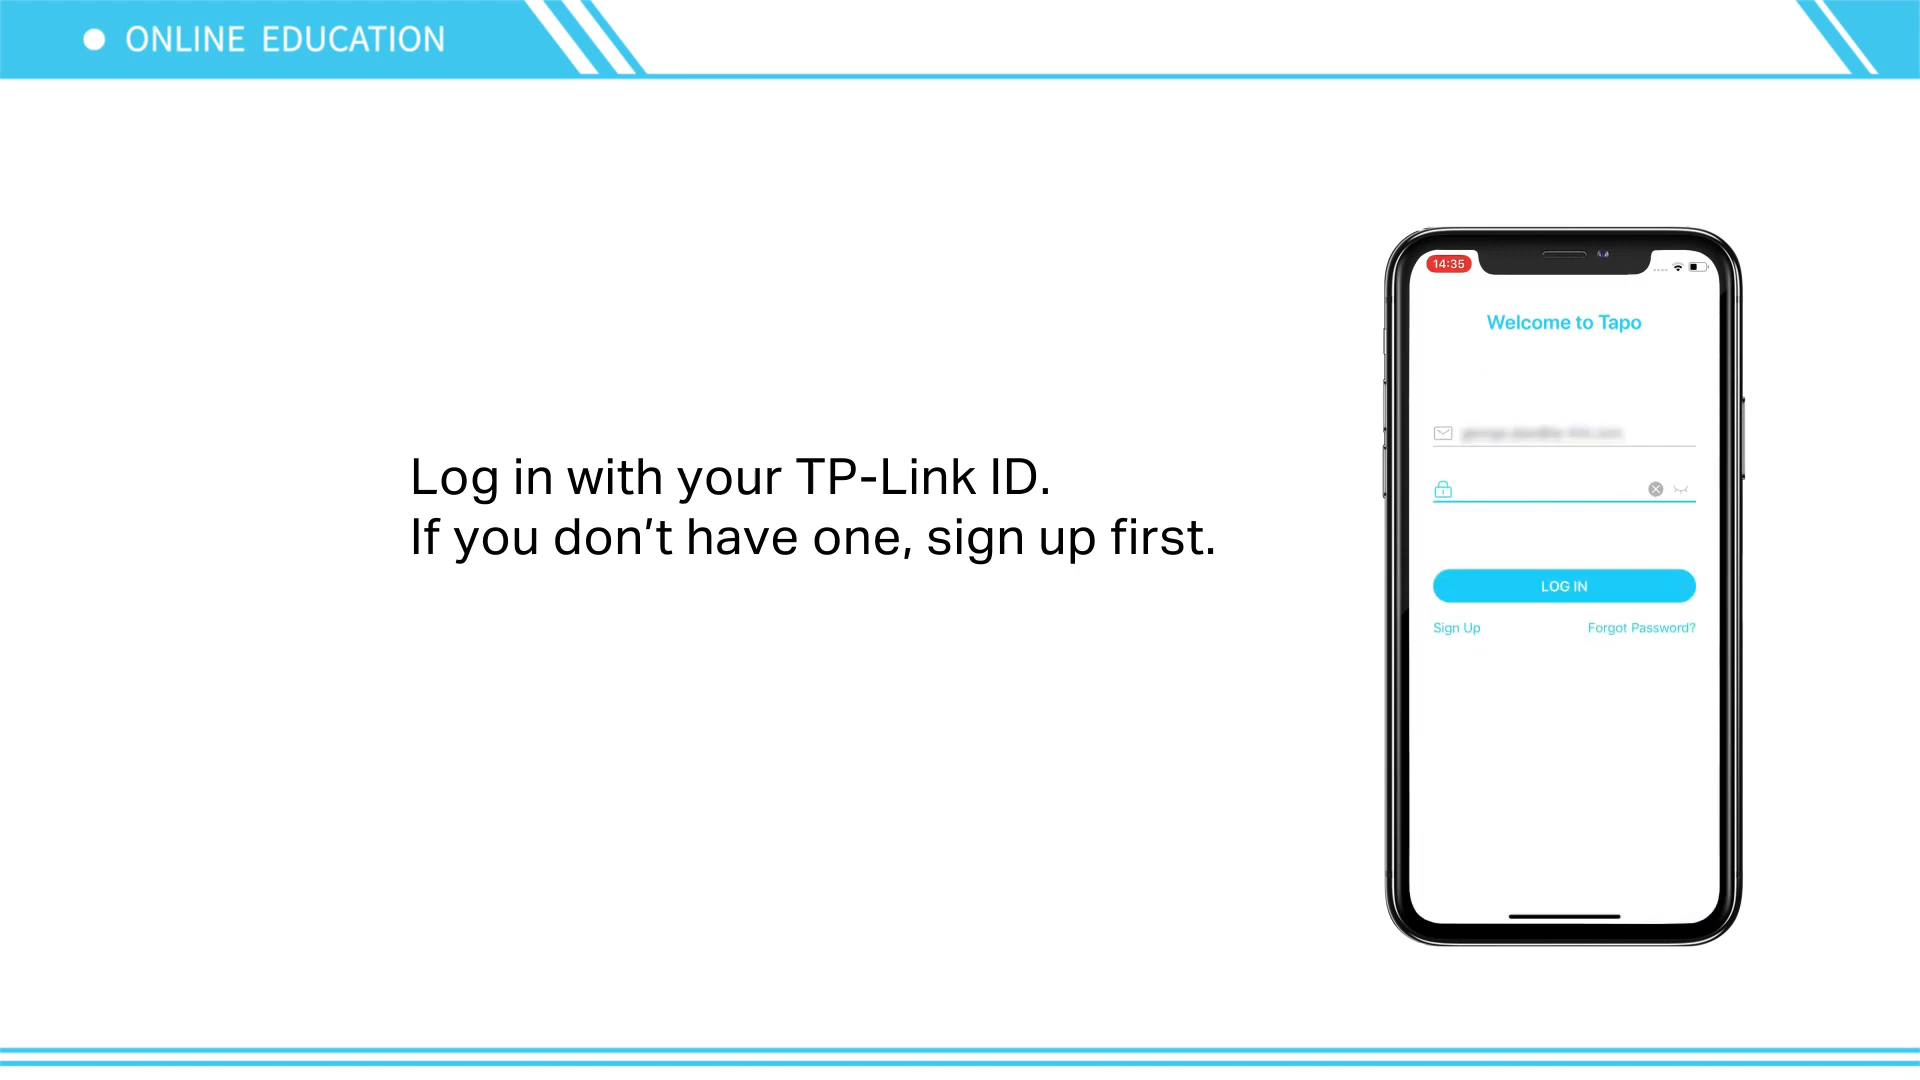 ONLINE EDUCATION
Log in with your TP-Link ID.
If you don’t have one, sign up first.
14:35
Welcome to Tapo
LOG IN
Sign Up
Forgot Password?